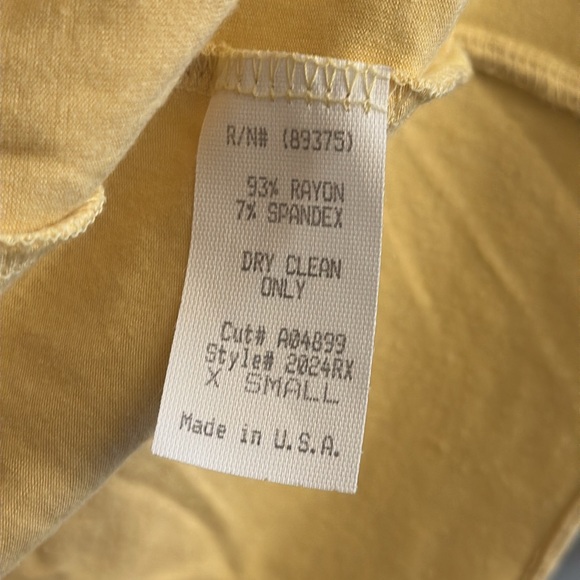 R/N# (89375)
93% RAYON
7% SPANDEX
DRY CLEAN
ONLY
Cut# A04899
Style# 2024RX
X SMALL
Made in U.S.A.